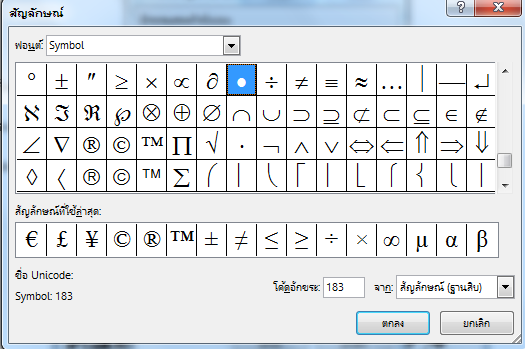 สัญลักษณ์
ฟอนต์: Symbol
° ± ″ ≥ × ∝ ∂ • ÷ ≠ ≡ ≈ … | — ↵
ℵ ℑ ℜ ℘ ⊗ ⊕ ∅ ∩ ∪ ⊃ ⊇ ⊄ ⊂ ⊆ ∈ ∉
∠ ∇ ® © ™ ∏ √ ⋅ ¬ ∧ ∨ ⇔ ⇐ ⇑ ⇒ ⇓
◊ 〈 ® © ™ ∑ ⎛ ⎜ ⎝ ⎡ ⎢ ⎣ ⎧ ⎨ ⎩ ⎪
สัญลักษณ์ที่ใช้ล่าสุด:
€ £ ¥ © ® ™ ± ≠ ≤ ≥ ÷ × ∞ µ α β
ชื่อ Unicode:
Symbol: 183
โค้ดอักขระ: 183 จาก: สัญลักษณ์ (ฐานสิบ)
ตกลง ยกเลิก